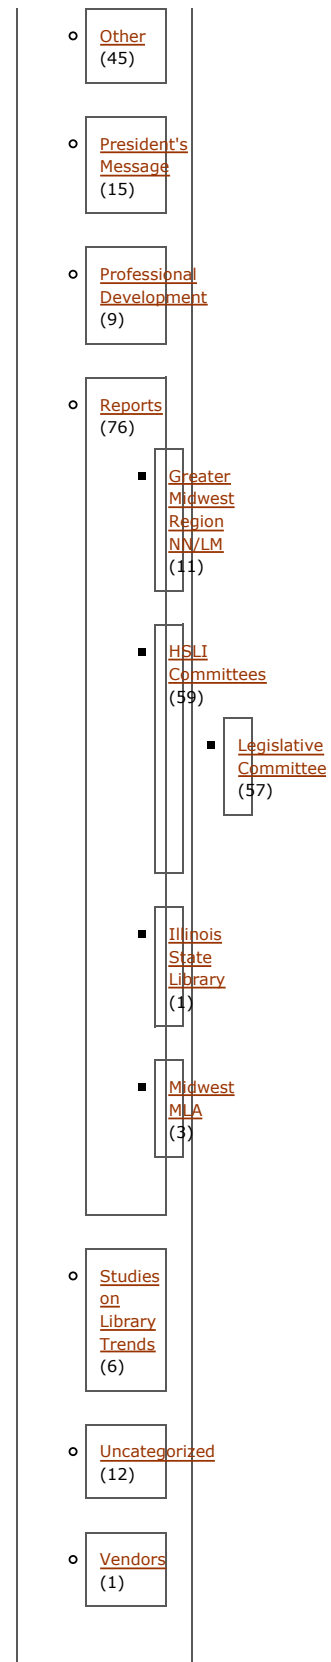 Other
(45)
President's
Message
(15)
Professional
Development
(9)
Reports
(76)
Greater
Midwest
Region
NN/LM
(11)
HSLI
Committees
(59)
Legislative
Committee
(57)
Illinois
State
Library
(1)
Midwest
MLA
(3)
Studies
on
Library
Trends
(6)
Uncategorized
(12)
Vendors
(1)